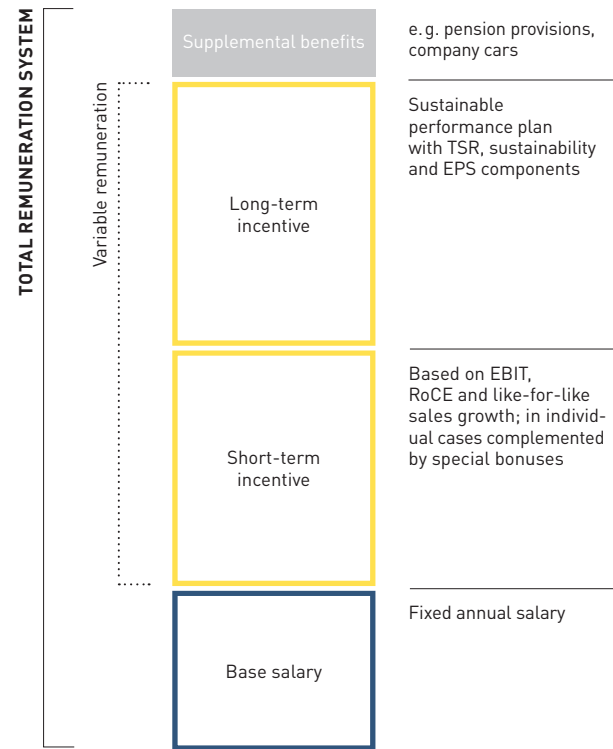 TOTAL REMUNERATION SYSTEM
Variable remuneration
Supplemental benefits
e. g. pension provisions,
company cars
Long-term
incentive
Sustainable
performance plan
with TSR, sustainability
and EPS components
Short-term
incentive
Based on EBIT,
RoCE and like-for-like
sales growth; in individ-
ual cases complemented
by special bonuses
Base salary
Fixed annual salary